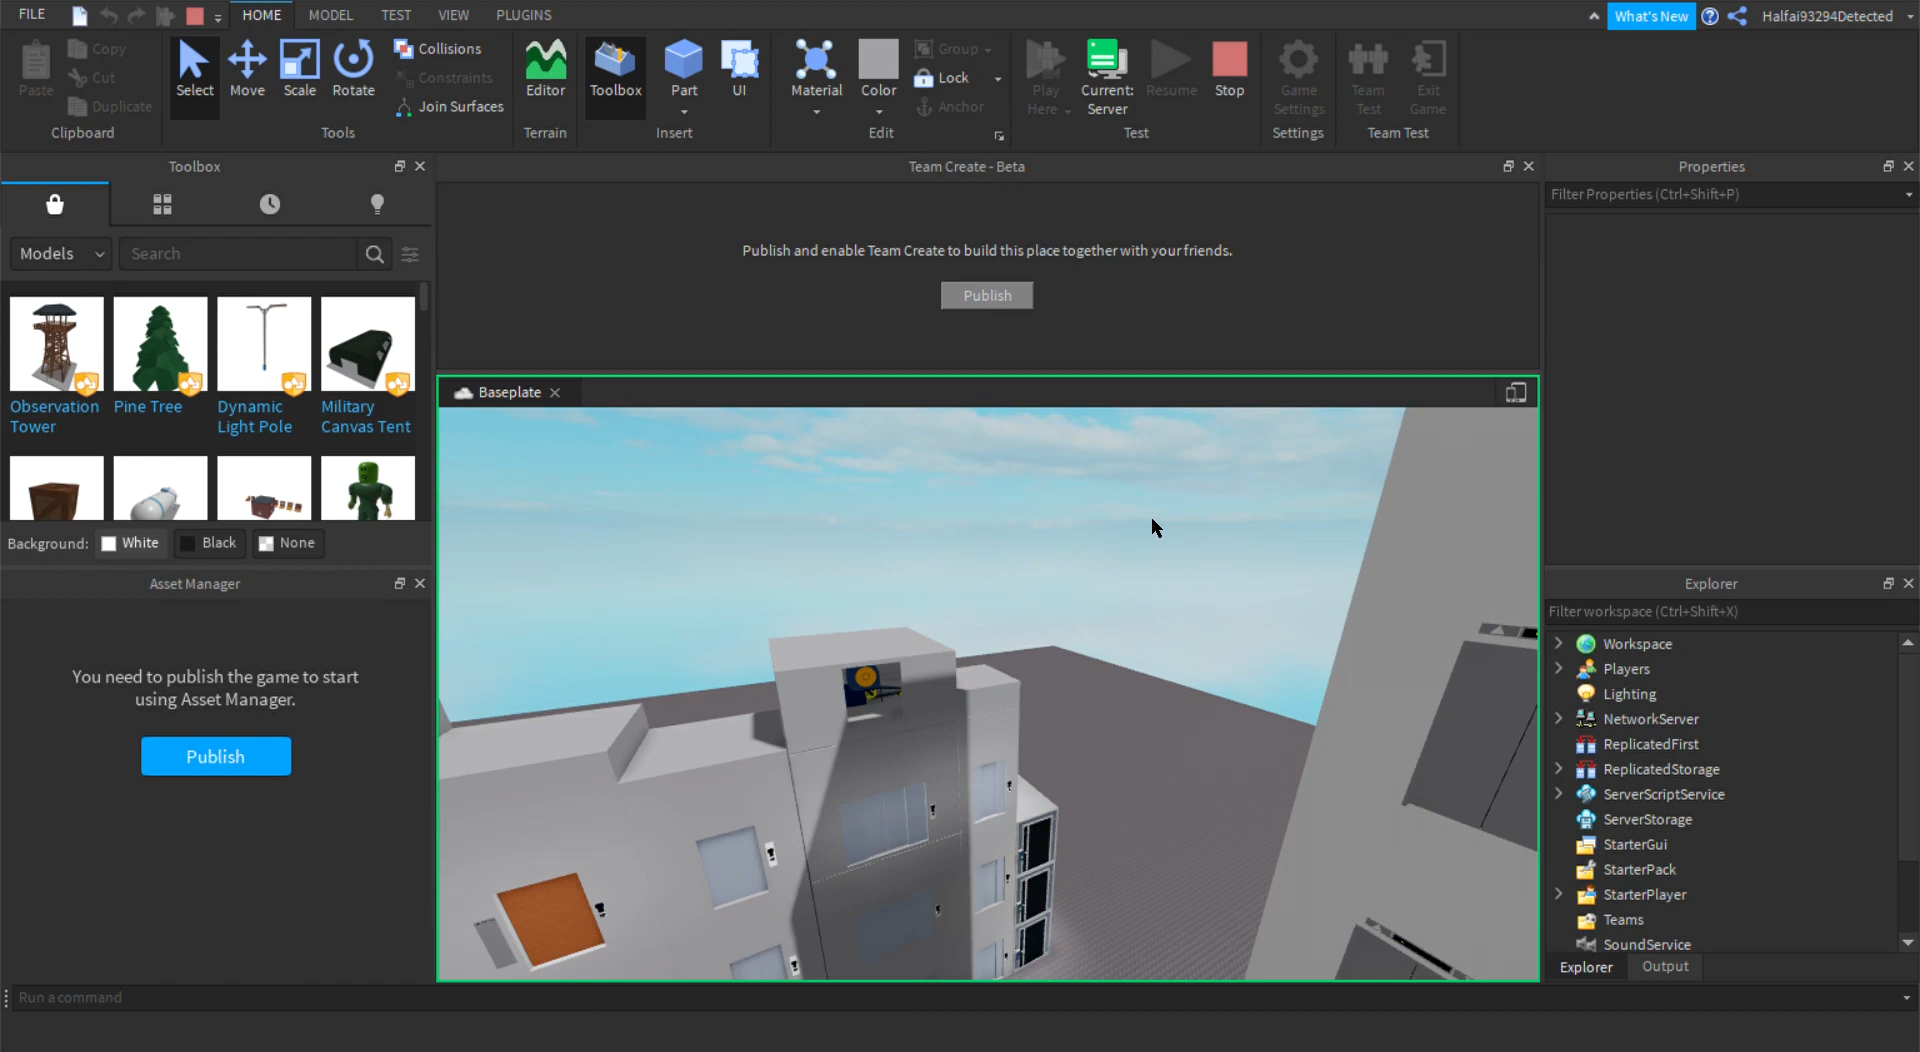 FILE
HOME
MODEL
TEST
VIEW
PLUGINS
What's New
Halfai93294Detected
Paste
Copy
Cut
Duplicate
Clipboard
Select
Move
Scale
Rotate
Collisions
Constraints
Join Surfaces
Tools
Editor
Terrain
Toolbox
Part
UI
Insert
Material
Color
Group
Lock
Anchor
Edit
Play
Here
Current:
Server
Resume
Stop
Test
Game
Settings
Settings
Team
Test
Exit
Game
Team Test
Toolbox
Models
Search
Observation
Tower
Pine Tree
Dynamic
Light Pole
Military
Canvas Tent
Background:
White
Black
None
Asset Manager
You need to publish the game to start
using Asset Manager.
Publish
Team Create - Beta
Publish and enable Team Create to build this place together with your friends.
Publish
Baseplate
Properties
Filter Properties (Ctrl+Shift+P)
Explorer
Filter workspace (Ctrl+Shift+X)
Workspace
Players
Lighting
NetworkServer
ReplicatedFirst
ReplicatedStorage
ServerScriptService
ServerStorage
StarterGui
StarterPack
StarterPlayer
Teams
SoundService
Explorer
Output
Run a command